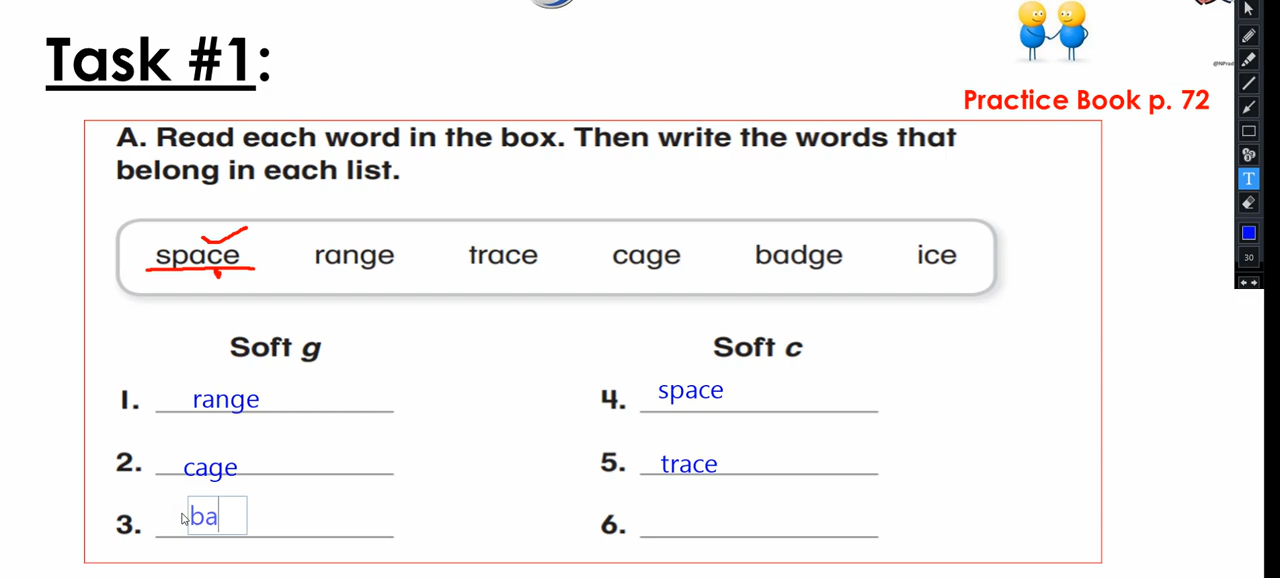 Task #1:
@NPrad
Practice Book p. 72
A. Read each word in the box. Then write the words that
belong in each list.
space range trace cage badge ice
Soft g Soft c
1. range 4. space
2. cage 5. trace
3. ba 6.
30